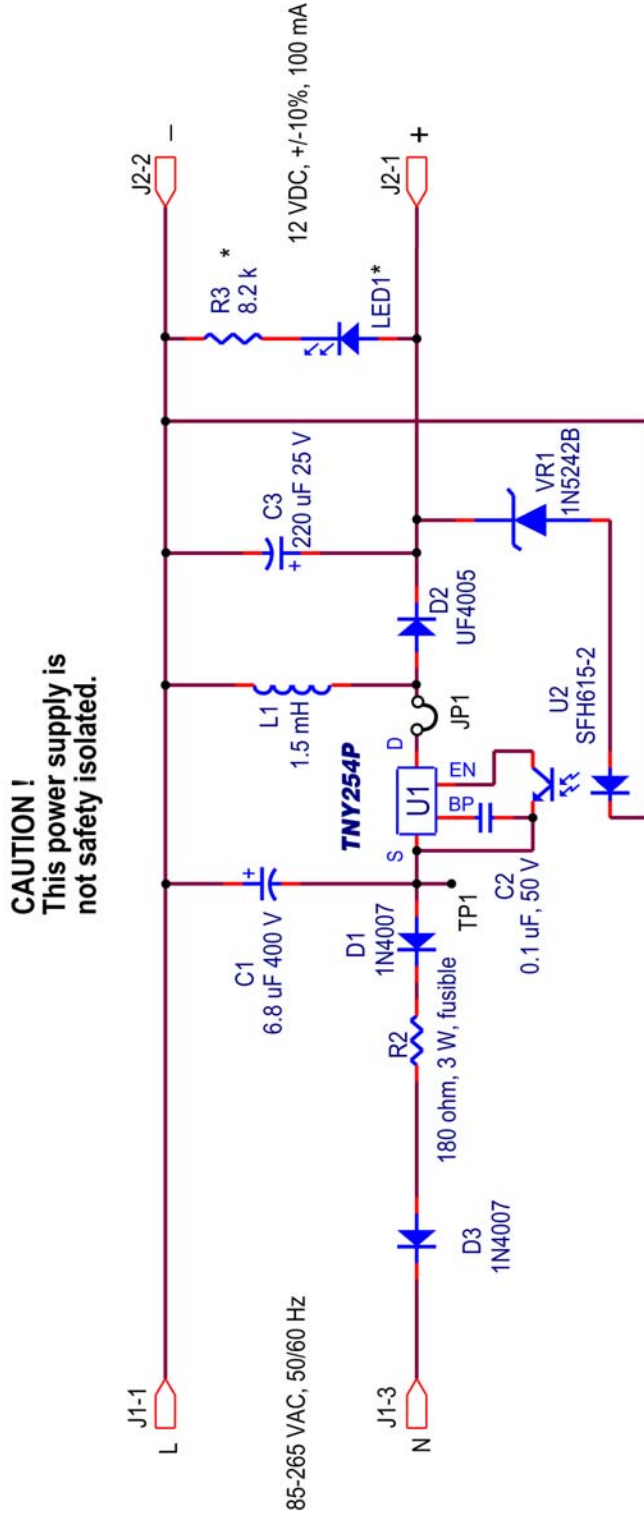 CAUTION !
This power supply is
not safety isolated.
J1-1
L
85-265 VAC, 50/60 Hz
J1-3
N
D3
1N4007
R2
180 ohm, 3 W, fusible
D1
1N4007
C1
6.8 uF 400 V
+
TP1
C2
0.1 uF, 50 V
TNY254P
S
U1
D
BP
EN
JP1
L1
1.5 mH
U2
SFH615-2
D2
UF4005
C3
220 uF 25 V
+
VR1
1N5242B
R3
8.2 k
*
LED1*
J2-2
−
12 VDC, +/-10%, 100 mA
J2-1
+